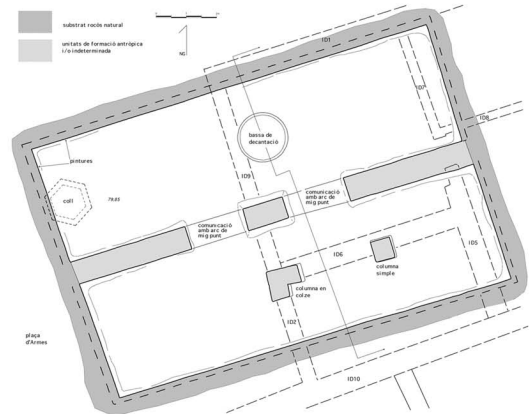 substrat rocós natural
unitats de formació antròpica
i/o indeterminada
NG
ID1
ID7
ID8
bassa de
decantació
pintures
ID9
coll
79.85
comunicació
amb arc de
mig punt
comunicació
amb arc de
mig punt
ID6
ID5
columna
simple
columna en
colze
ID2
plaça
d'Armes
ID10